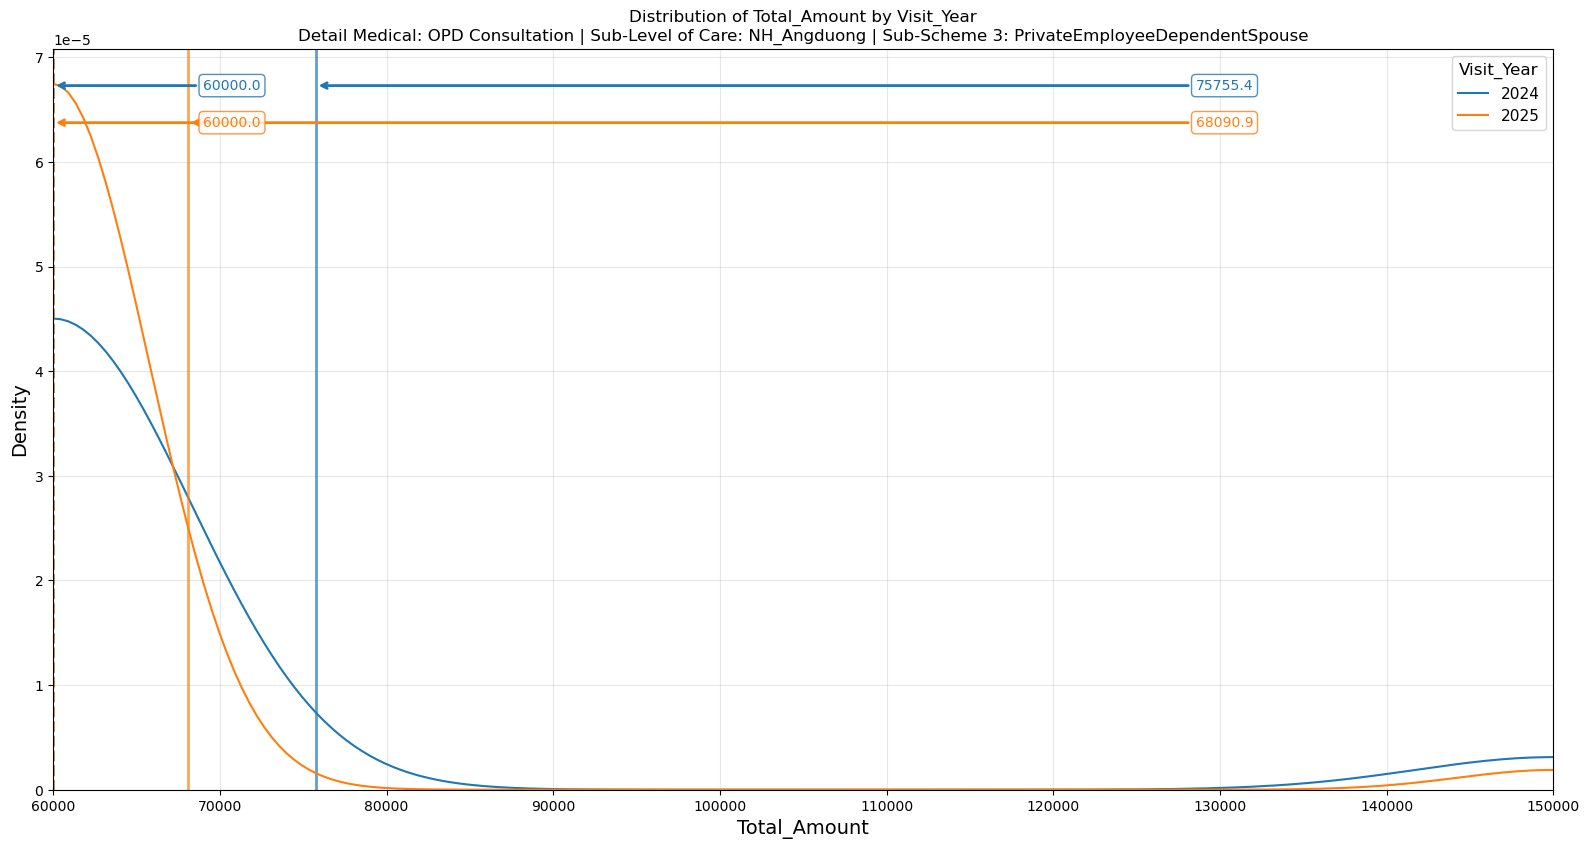 Distribution of Total_Amount by Visit_Year
Detail Medical: OPD Consultation | Sub-Level of Care: NH_Angduong | Sub-Scheme 3: PrivateEmployeeDependentSpouse
1e−5
7
6
5
4
3
2
1
0
Density
60000.0
75755.4
60000.0
68090.9
Visit_Year
2024
2025
60000 70000 80000 90000 100000 110000 120000 130000 140000 150000
Total_Amount